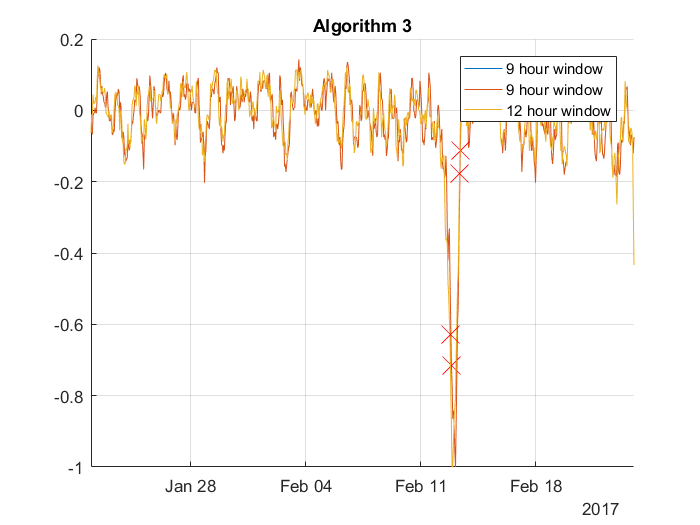 Algorithm 3
0.2
0
-0.2
-0.4
-0.6
-0.8
-1
9 hour window
9 hour window
12 hour window
Jan 28
Feb 04
Feb 11
Feb 18
2017